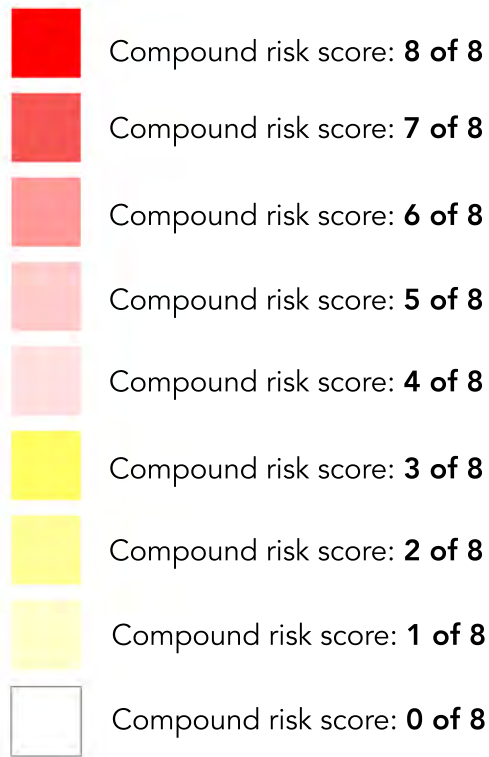 Compound risk score: 8 of 8
Compound risk score: 7 of 8
Compound risk score: 6 of 8
Compound risk score: 5 of 8
Compound risk score: 4 of 8
Compound risk score: 3 of 8
Compound risk score: 2 of 8
Compound risk score: 1 of 8
Compound risk score: 0 of 8